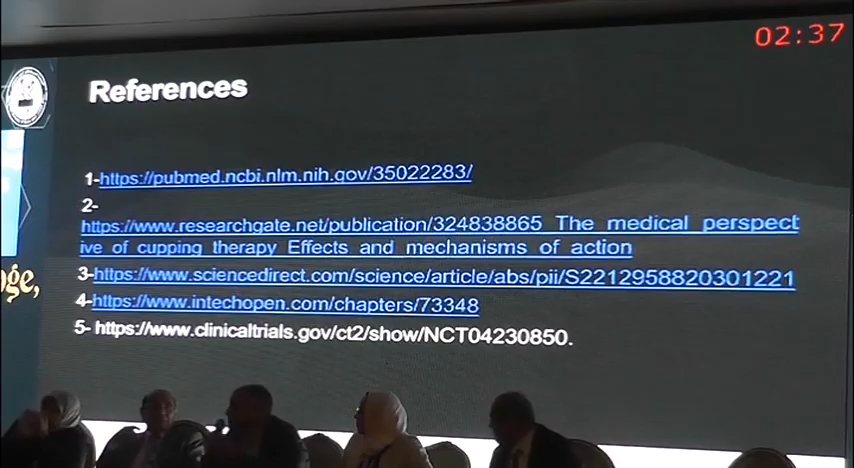 02:37
References
1-https://pubmed.ncbi.nlm.nih.gov/35022283/
2-
https://www.researchgate.net/publication/324838865_The_medical_perspect
ive_of_cupping_therapy_Effects_and_mechanisms_of_action
3-https://www.sciencedirect.com/science/article/abs/pii/S2212958820301221
4-https://www.intechopen.com/chapters/73348
5- https://www.clinicaltrials.gov/ct2/show/NCT04230850.